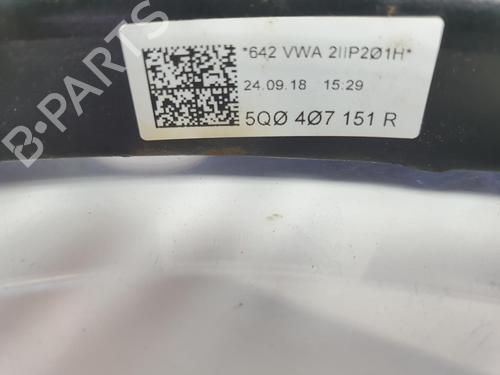 *642 VWA 2IIP2Ø1H*
24.09.18 15:29
5QØ 4Ø7 151 R
B-PARTS